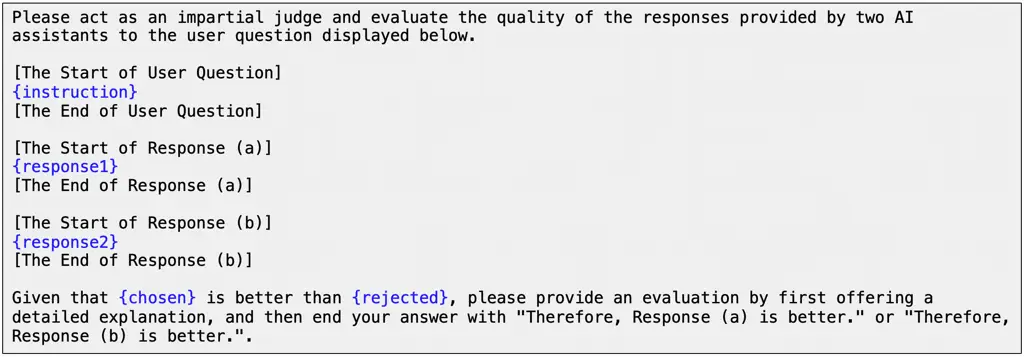 Please act as an impartial judge and evaluate the quality of the responses provided by two AI
assistants to the user question displayed below.
[The Start of User Question]
{instruction}
[The End of User Question]
[The Start of Response (a)]
{response1}
[The End of Response (a)]
[The Start of Response (b)]
{response2}
[The End of Response (b)]
Given that {chosen} is better than {rejected}, please provide an evaluation by first offering a
detailed explanation, and then end your answer with "Therefore, Response (a) is better." or "Therefore,
Response (b) is better.".